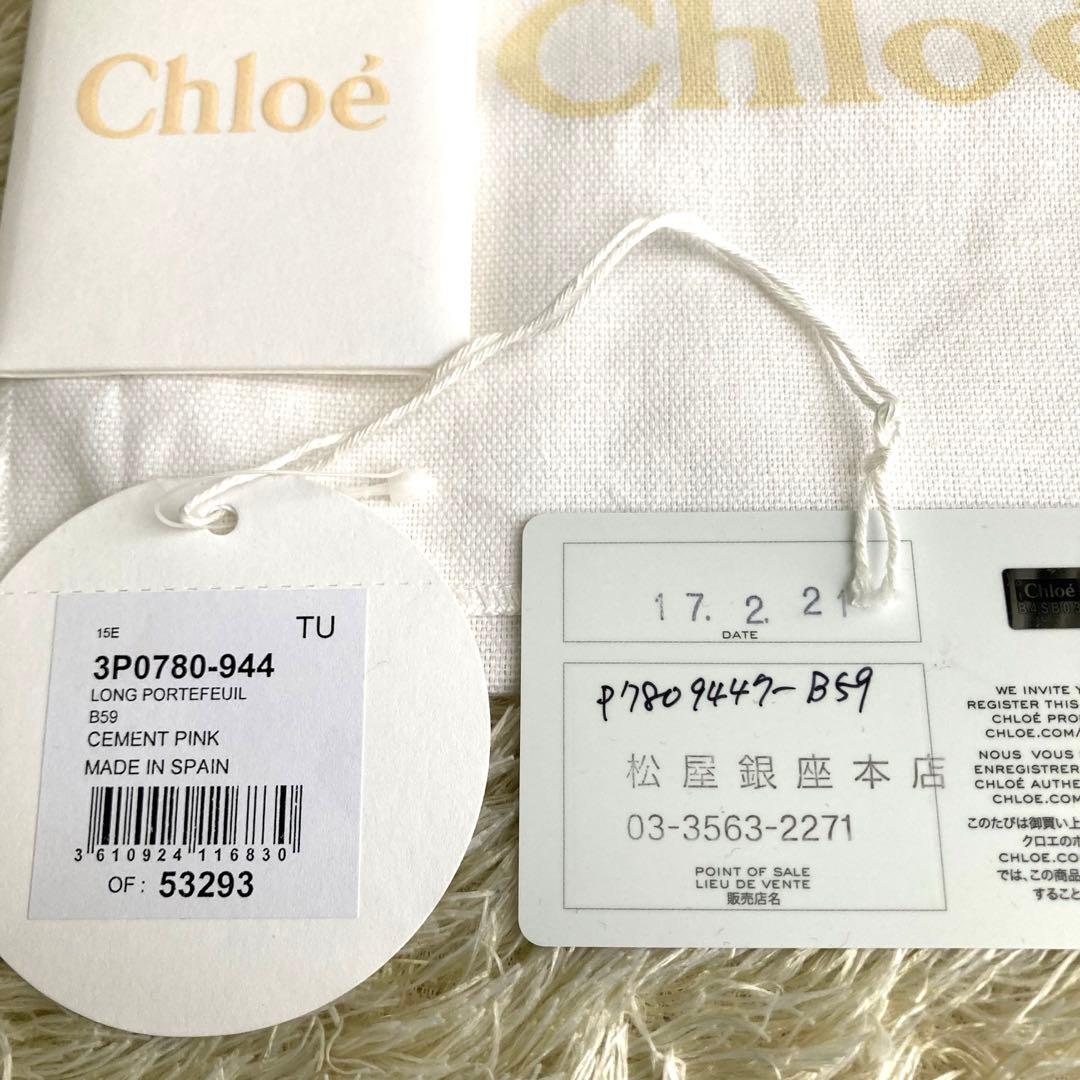 Chloé
Chloé
15E
TU
3P0780-944
LONG PORTEFEUIL
B59
CEMENT PINK
MADE IN SPAIN
3 610924 116830
OF: 53293
17. 2. 21
DATE
P7809447-B59
松屋銀座本店
03-3563-2271
POINT OF SALE
LIEU DE VENTE
販売店名
Chloé
WE INVITE
REGISTER THIS
CHLOÉ PRO
CHLOE.COM/
NOUS VOUS
ENREGISTRER
CHLOÉ AUTHE
CHLOE.COM
このたびは御買い上
クロエのホ
CHLOE.CO
では、この商品
すること